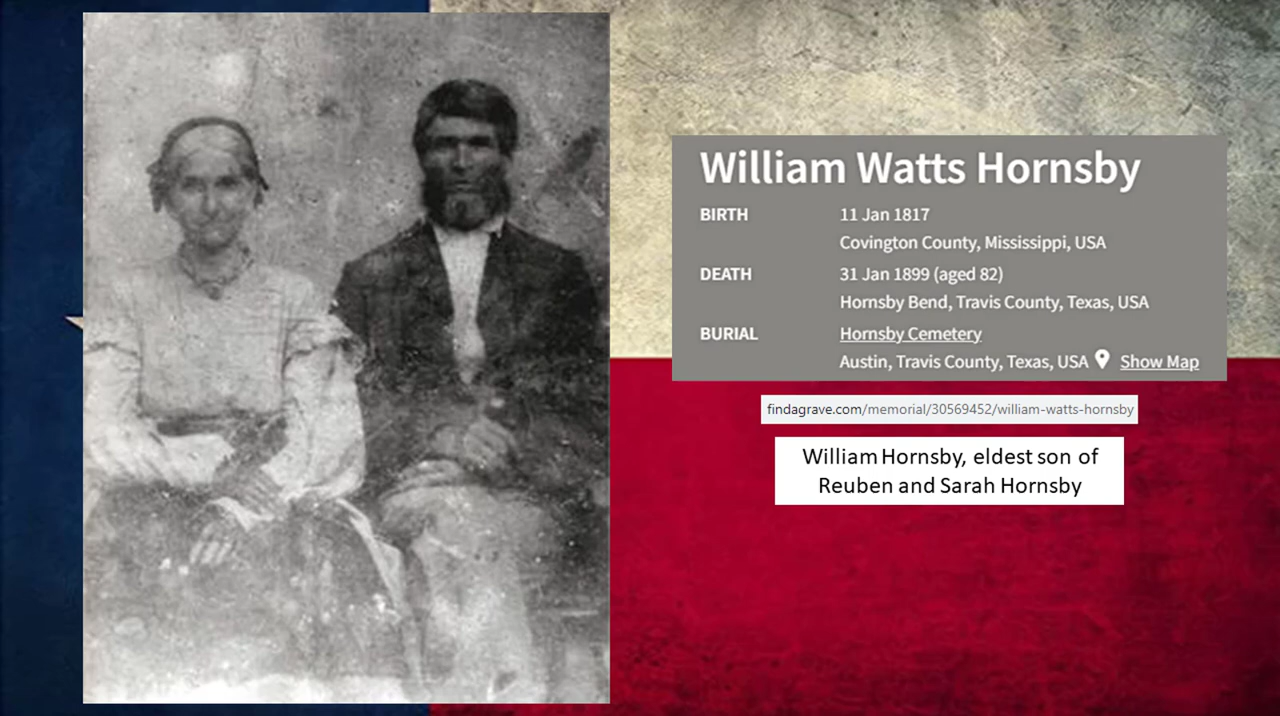 William Watts Hornsby
BIRTH 11 Jan 1817
Covington County, Mississippi, USA
DEATH 31 Jan 1899 (aged 82)
Hornsby Bend, Travis County, Texas, USA
BURIAL Hornsby Cemetery
Austin, Travis County, Texas, USA Show Map
findagrave.com/memorial/30569452/william-watts-hornsby
William Hornsby, eldest son of
Reuben and Sarah Hornsby